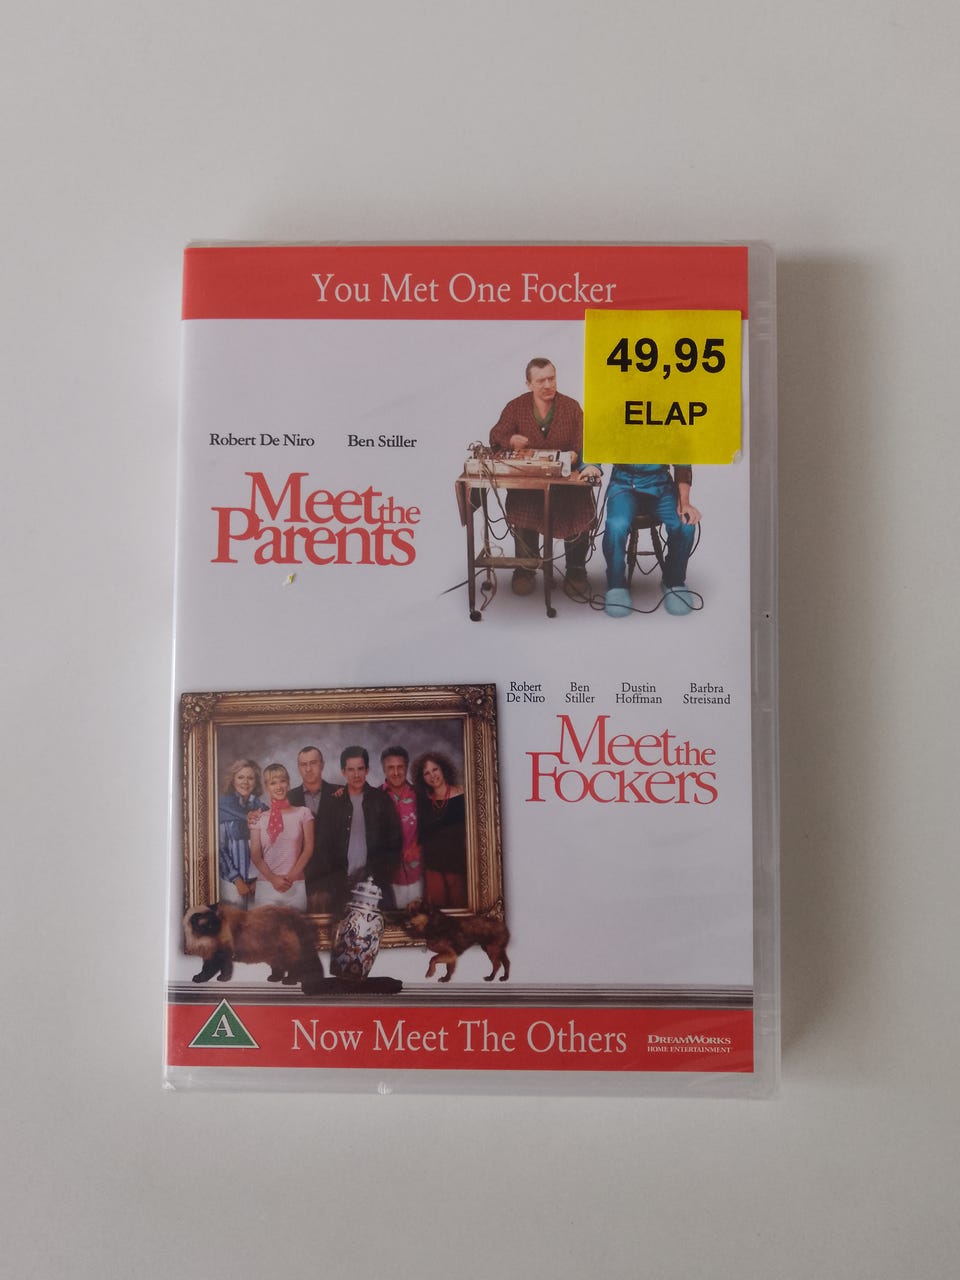 You Met One Focker
49,95
ELAP
Robert De Niro Ben Stiller
Meet the
Parents
Robert De Niro Ben Stiller Dustin Hoffman Barbra Streisand
Meet the
Fockers
A
Now Meet The Others
DREAMWORKS
HOME ENTERTAINMENT